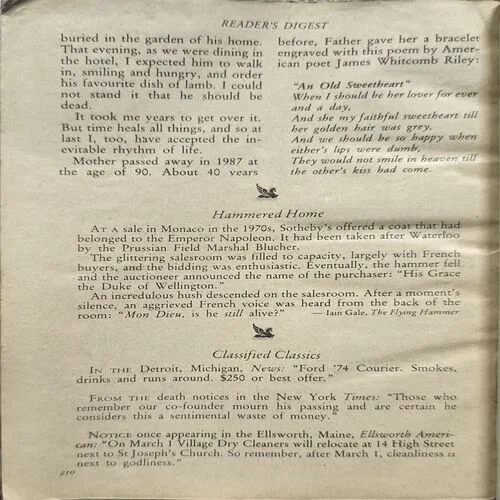 READER'S DIGEST
buried in the garden of his home.
That evening, as we were dining in
the hotel, I expected him to walk
in, smiling and hungry, and order
his favourite dish of lamb. I could
not stand it that he should be
dead.
It took me years to get over it.
But time heals all things, and so at
last I, too, have accepted the in-
evitable rhythm of life.
Mother passed away in 1987 at
the age of 90. About 40 years
before, Father gave her a bracelet
engraved with this poem by Amer-
ican poet James Whitcomb Riley:
"An Old Sweetheart"
When I should be her lover for ever
and a day,
And she my faithful sweetheart till
her golden hair was grey,
And we should be so happy when
either's lips were dumb,
They would not smile in heaven till
the other's kiss had come.
Hammered Home
AT A sale in Monaco in the 1970s, Sotheby's offered a coat that had
belonged to the Emperor Napoleon. It had been taken after Waterloo
by the Prussian Field Marshal Blucher.
The glittering salesroom was filled to capacity, largely with French
buyers, and the bidding was enthusiastic. Eventually, the hammer fell
and the auctioneer announced the name of the purchaser: "His Grace
the Duke of Wellington."
An incredulous hush descended on the salesroom. After a moment's
silence, an aggrieved French voice was heard from the back of the
room: "Mon Dieu, is he still alive?" — Iain Gale, The Flying Hammer
Classified Classics
IN THE Detroit, Michigan, News: "Ford '74 Courier. Smokes,
drinks and runs around. $250 or best offer."
FROM THE death notices in the New York Times: "Those who
remember our co-founder mourn his passing and are certain he
considers this a sentimental waste of money."
NOTICE once appearing in the Ellsworth, Maine, Ellsworth Ameri-
can: "On March 1 Village Dry Cleaners will relocate at 14 High Street
next to St Joseph's Church. So remember, after March 1, cleanliness is
next to godliness."
210